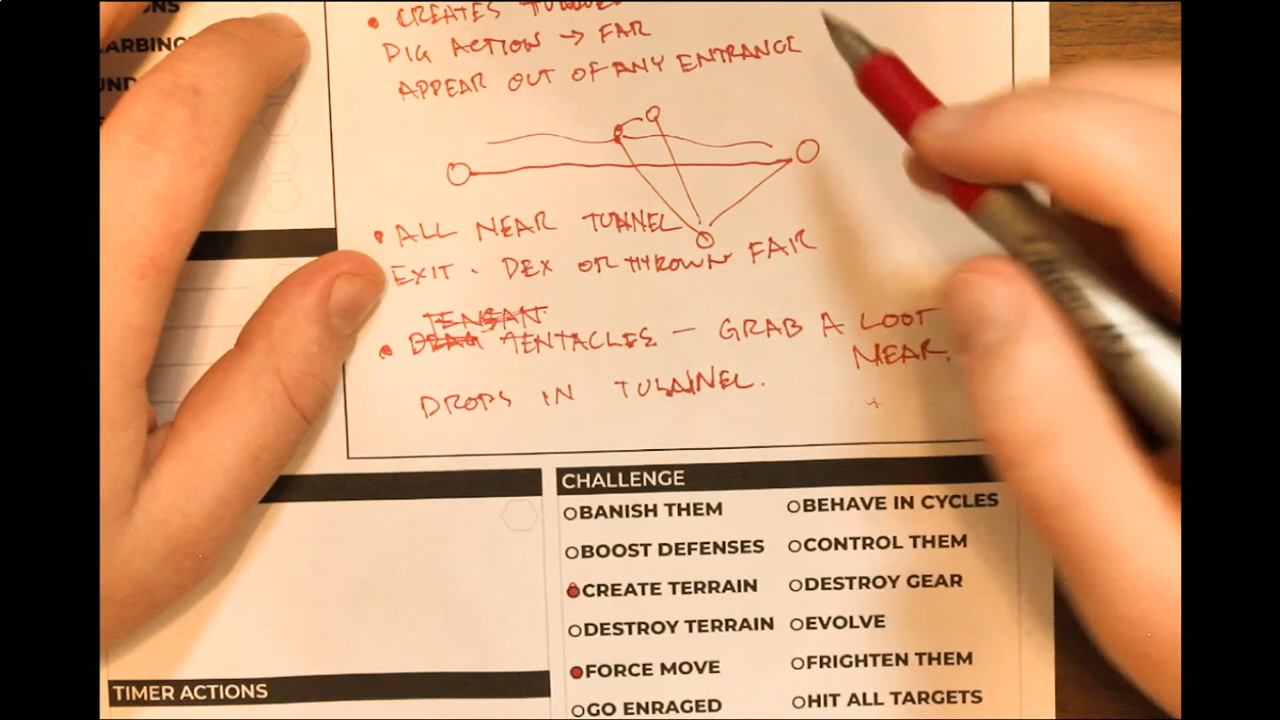 CREATES TUNNEL
DIG ACTION → FAR
APPEAR OUT OF ANY ENTRANCE
• ALL NEAR TUNNEL
EXIT. DEX OR THROWN FAR
• TENTACLES — GRAB A LOOT
NEAR.
DROPS IN TUNNEL.
CHALLENGE
BANISH THEM
BEHAVE IN CYCLES
BOOST DEFENSES
CONTROL THEM
CREATE TERRAIN
DESTROY GEAR
DESTROY TERRAIN
EVOLVE
FORCE MOVE
FRIGHTEN THEM
GO ENRAGED
HIT ALL TARGETS
TIMER ACTIONS